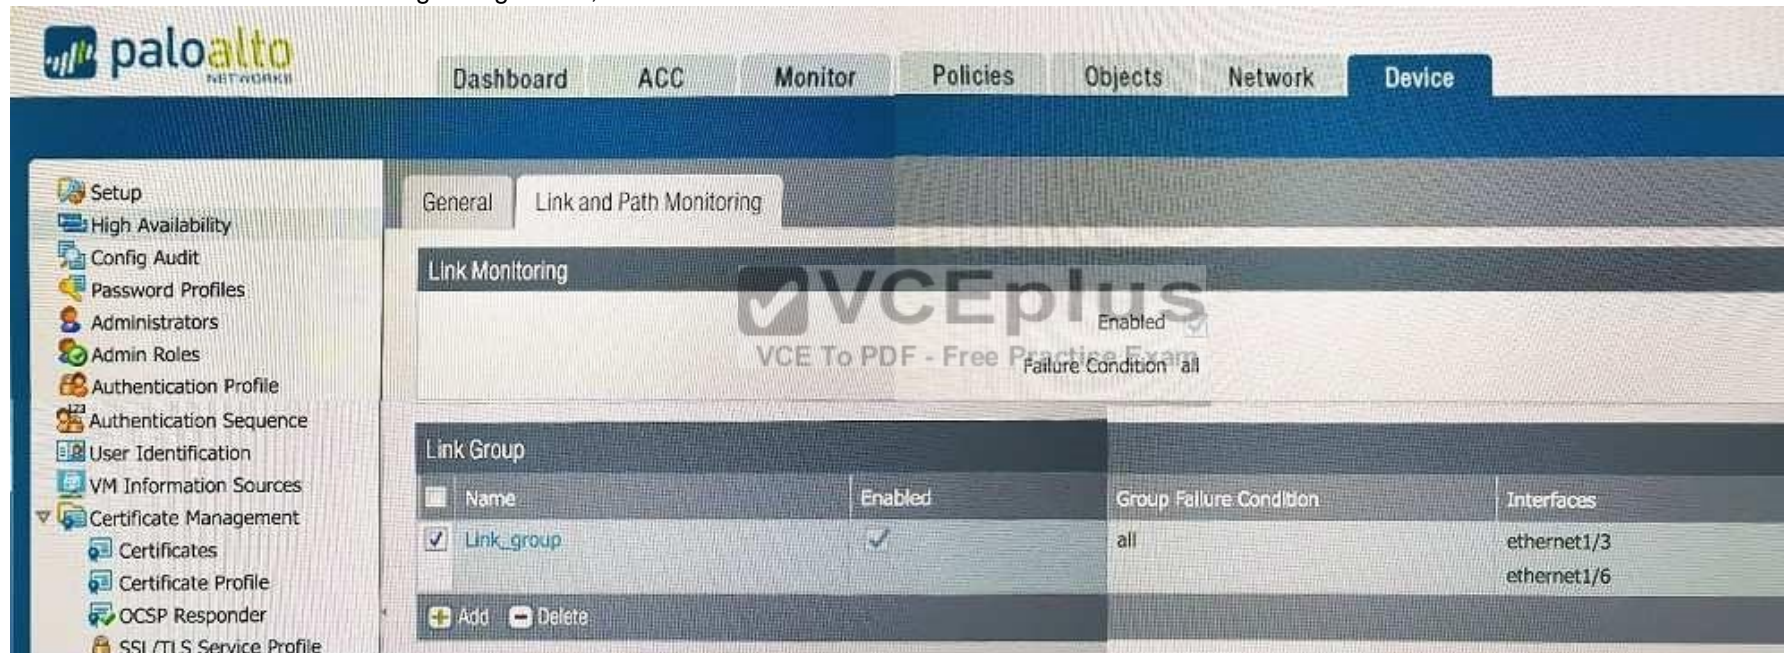 paloalto
NETWORKS
Dashboard ACC Monitor Policies Objects Network Device
Setup
High Availability
Config Audit
Password Profiles
Administrators
Admin Roles
Authentication Profile
Authentication Sequence
User Identification
VM Information Sources
Certificate Management
Certificates
Certificate Profile
OCSP Responder
SSL/TLS Service Profile
General Link and Path Monitoring
Link Monitoring
VCEplus
VCE To PDF - Free Practice Exam
Enabled
Failure Condition all
Link Group
Name Enabled Group Failure Condition Interfaces
Link_group all ethernet1/3
ethernet1/6
Add Delete